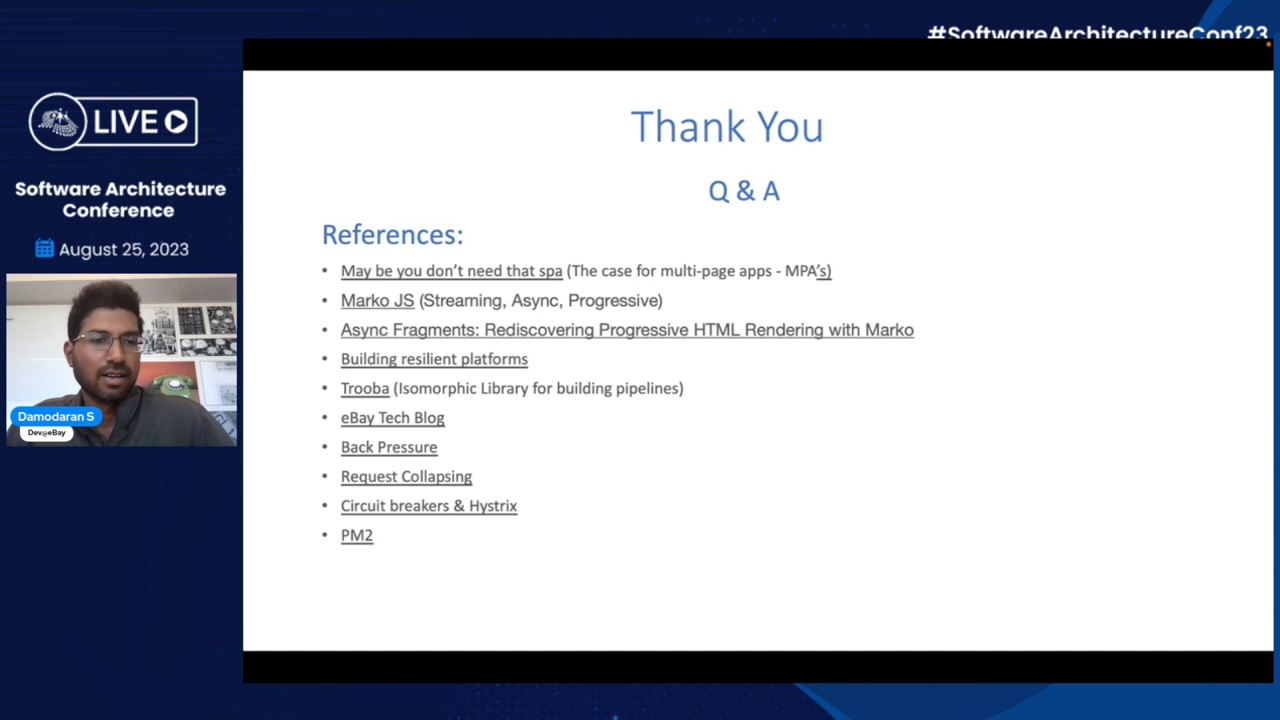 #SoftwareArchitectureConf23
LIVE
Software Architecture
Conference
August 25, 2023
Damodaran S
Dev@eBay
Thank You
Q & A
References:
• May be you don't need that spa (The case for multi-page apps - MPA's)
• Marko JS (Streaming, Async, Progressive)
• Async Fragments: Rediscovering Progressive HTML Rendering with Marko
• Building resilient platforms
• Trooba (Isomorphic Library for building pipelines)
• eBay Tech Blog
• Back Pressure
• Request Collapsing
• Circuit breakers & Hystrix
• PM2